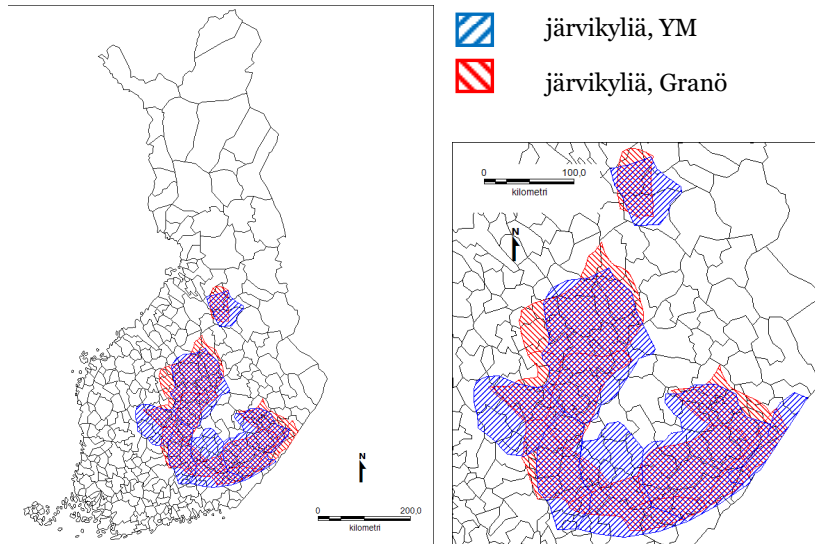 järvikyliä, YM
järvikyliä, Granö
N
0 200,0
kilometri
0 100,0
kilometri
N